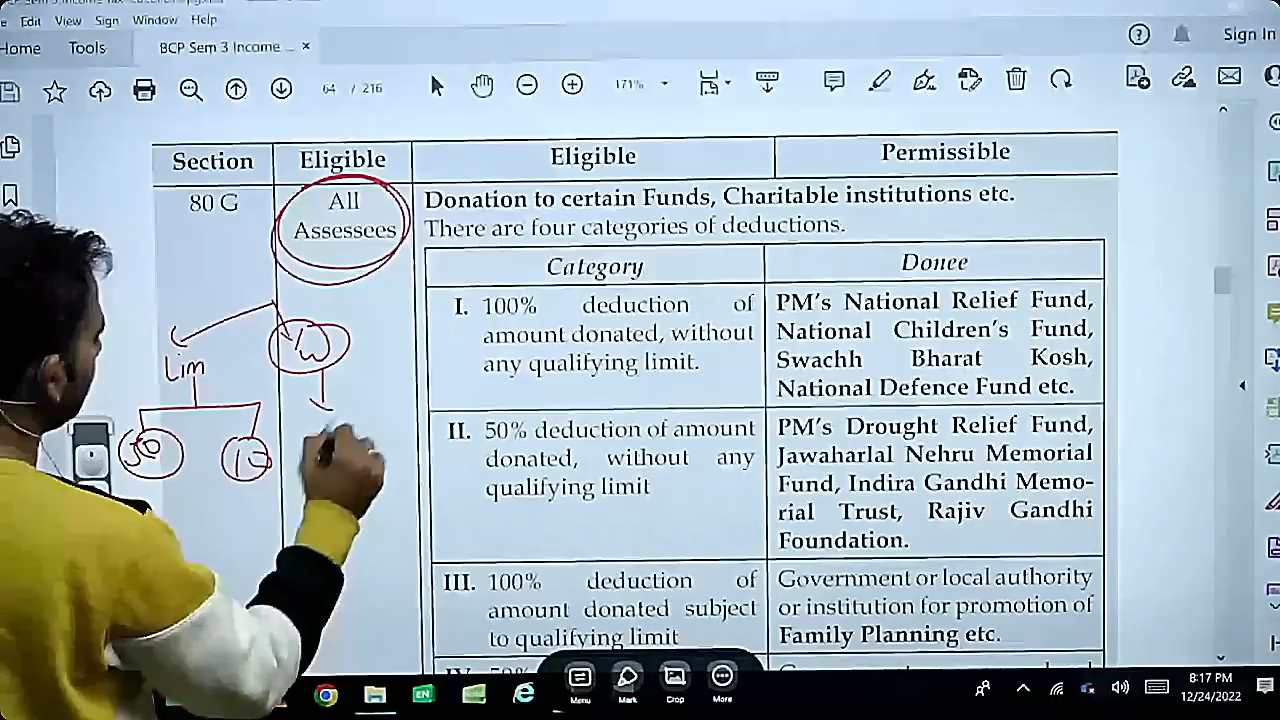 Edit View Sign Window Help
Home Tools BCP Sem 3 Income ... × Sign In
64 / 216 171%
Section Eligible Eligible Permissible
80 G All Assessees Donation to certain Funds, Charitable institutions etc.
There are four categories of deductions.
Category Donee
I. 100% deduction of
amount donated, without
any qualifying limit.
PM's National Relief Fund,
National Children's Fund,
Swachh Bharat Kosh,
National Defence Fund etc.
II. 50% deduction of amount
donated, without any
qualifying limit
PM's Drought Relief Fund,
Jawaharlal Nehru Memorial
Fund, Indira Gandhi Memo-
rial Trust, Rajiv Gandhi
Foundation.
III. 100% deduction of
amount donated subject
to qualifying limit
Government or local authority
or institution for promotion of
Family Planning etc.
Lim
50
Menu Mark Crop More
EN
8:17 PM
12/24/2022